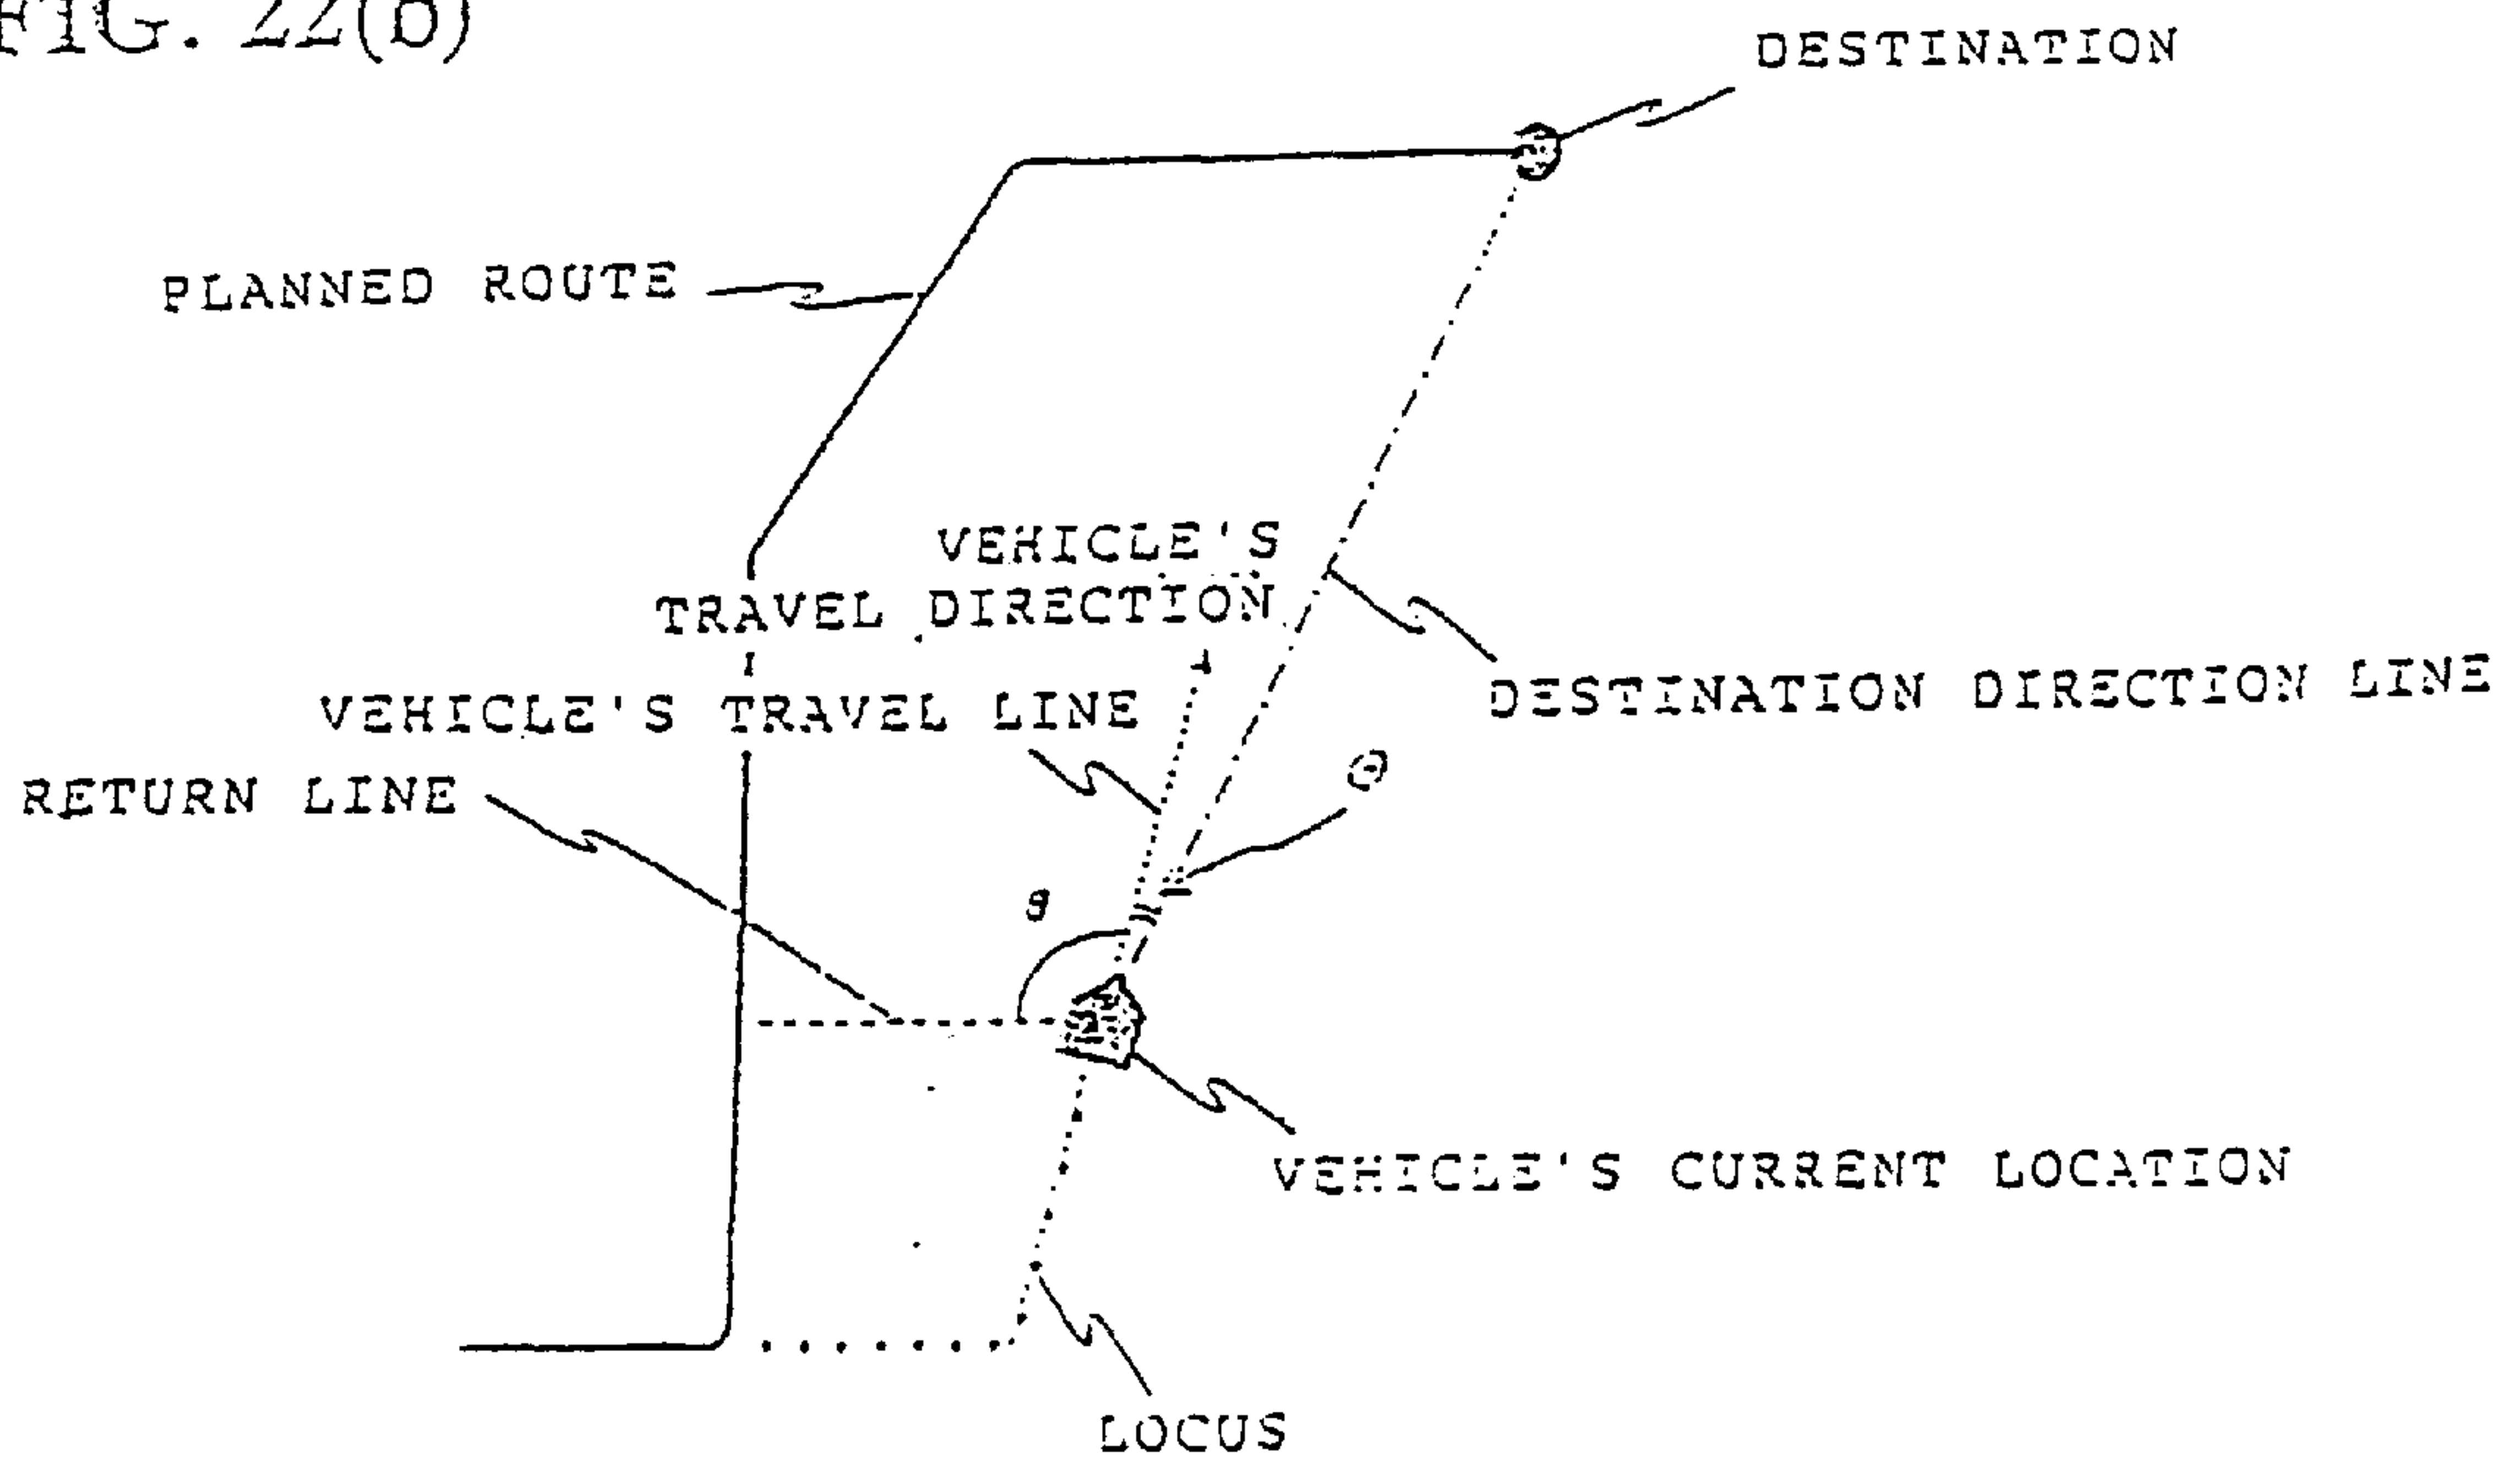 FIG. 22(b)
DESTINATION
PLANNED ROUTE
VEHICLE'S
TRAVEL DIRECTION
DESTINATION DIRECTION LINE
VEHICLE'S TRAVEL LINE
RETURN LINE
VEHICLE'S CURRENT LOCATION
LOCUS